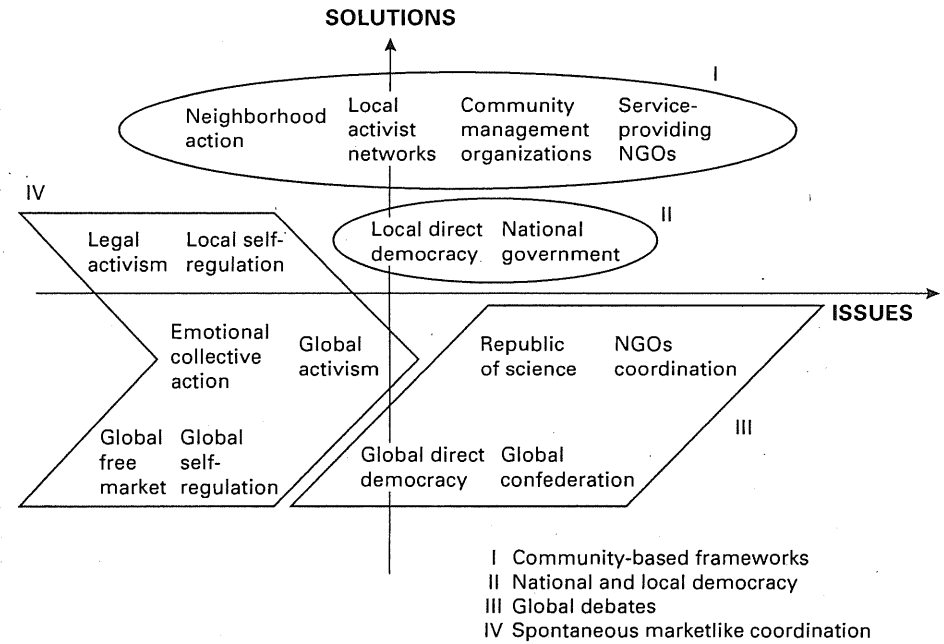 SOLUTIONS
I
Neighborhood
action
Local
activist
networks
Community
management
organizations
Service-
providing
NGOs
IV
II
Legal
activism
Local self-
regulation
Local direct
democracy
National
government
ISSUES
Emotional
collective
action
Global
activism
Republic
of science
NGOs
coordination
III
Global
free
market
Global
self-
regulation
Global direct
democracy
Global
confederation
I Community-based frameworks
II National and local democracy
III Global debates
IV Spontaneous marketlike coordination